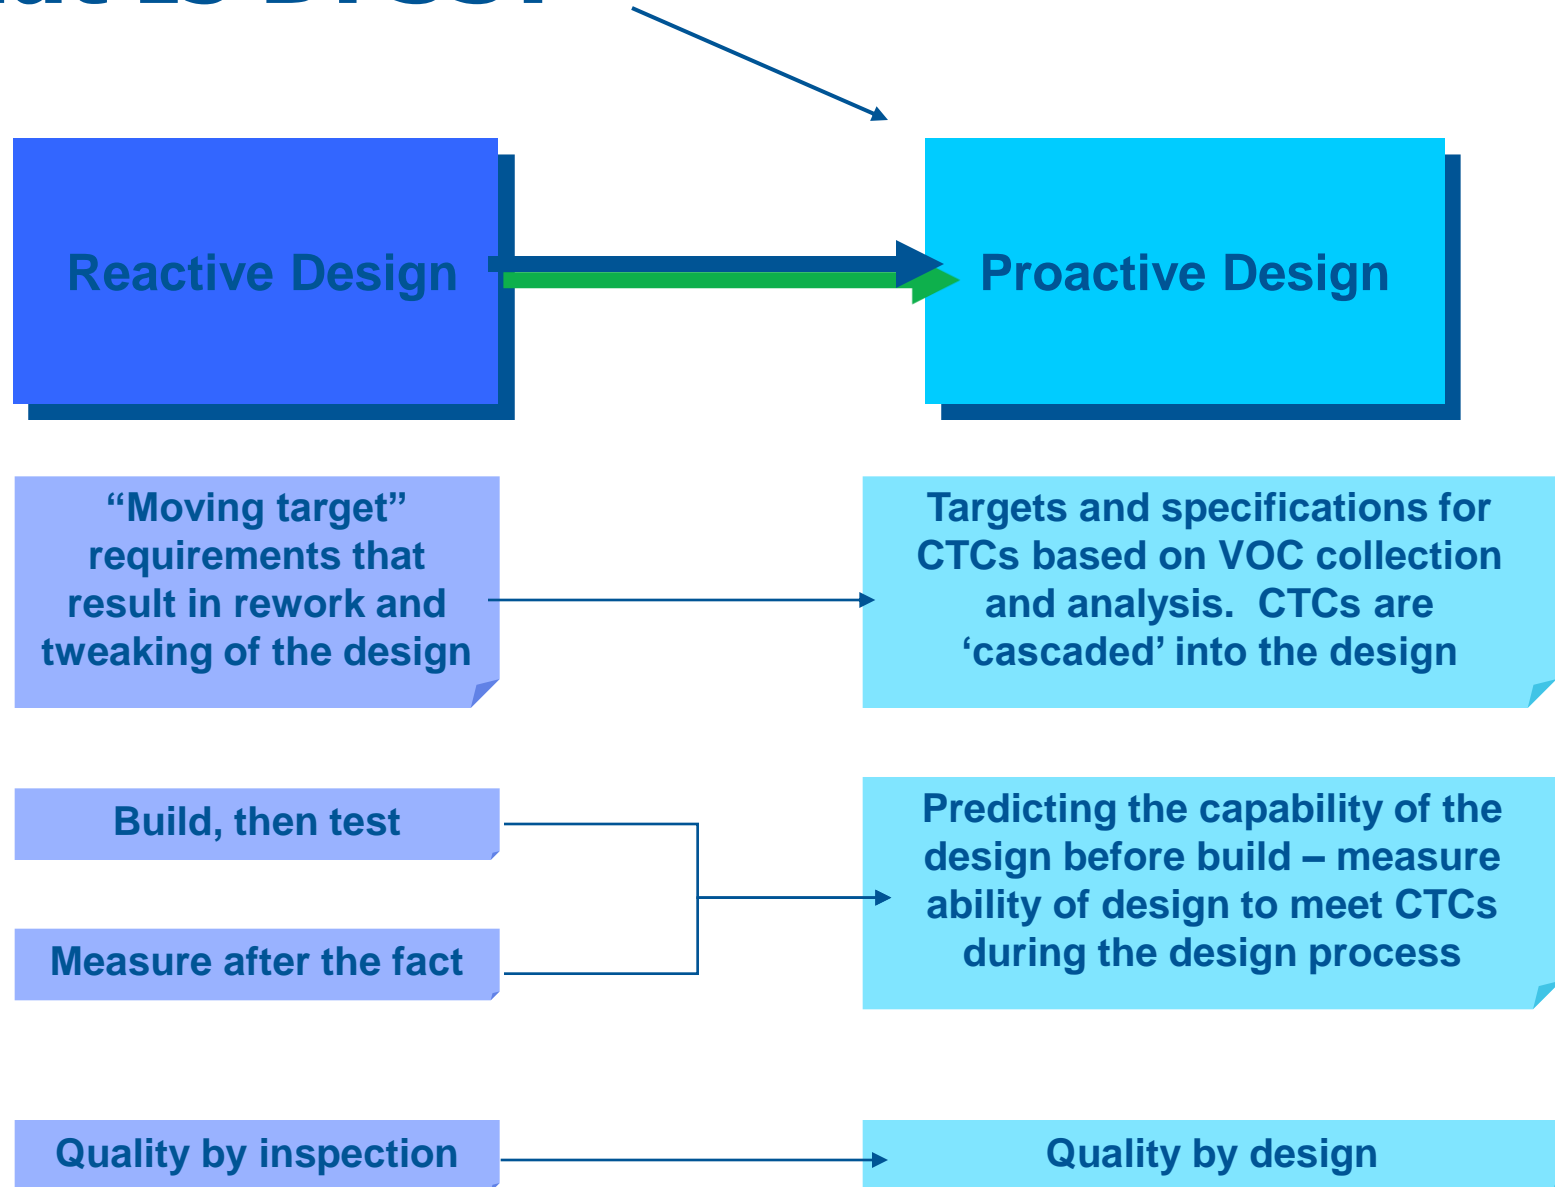 Reactive Design
Proactive Design
“Moving target”
requirements that
result in rework and
tweaking of the design
Targets and specifications for
CTCs based on VOC collection
and analysis.  CTCs are
‘cascaded’ into the design
Build, then test
Measure after the fact
Predicting the capability of the
design before build – measure
ability of design to meet CTCs
during the design process
Quality by inspection
Quality by design